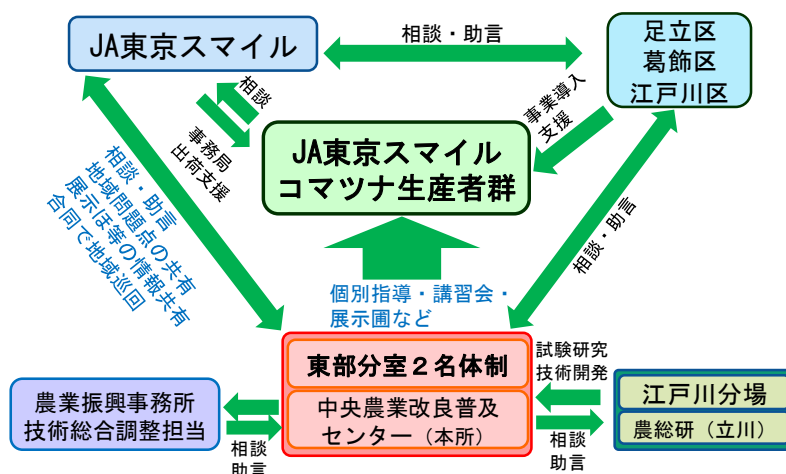 JA東京スマイル
相談・助言
足立区
葛飾区
江戸川区
相談
事務局
出荷支援
事業導入
支援
JA東京スマイル
コマツナ生産者群
相談・助言
地域問題点の共有
展示ほ等の情報共有
合同で地域巡回
相談・助言
個別指導・講習会・
展示圃など
東部分室２名体制
中央農業改良普及
センター（本所）
試験研究
技術開発
江戸川分場
農総研（立川）
農業振興事務所
技術総合調整担当
相談
助言
相談
助言